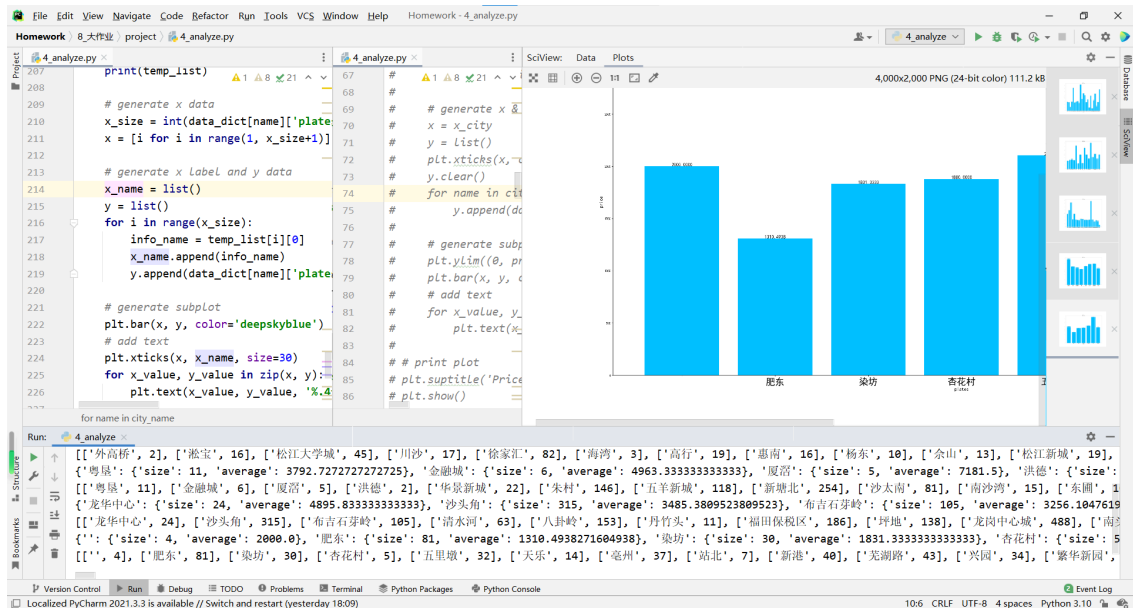 File Edit View Navigate Code Refactor Run Tools VCS Window Help Homework - 4_analyze.py
Homework 8_大作业 project 4_analyze.py 4_analyze
Project
4_analyze.py
207 print(temp_list) 1 8 21
208
209 # generate x data
210 x_size = int(data_dict[name]['plate
211 x = [i for i in range(1, x_size+1)]
212
213 # generate x label and y data
214 x_name = list()
215 y = list()
216 for i in range(x_size):
217 info_name = temp_list[i][0]
218 x_name.append(info_name)
219 y.append(data_dict[name]['plate
220
221 # generate subplot
222 plt.bar(x, y, color='deepskyblue')
223 # add text
224 plt.xticks(x, x_name, size=30)
225 for x_value, y_value in zip(x, y):
226 plt.text(x_value, y_value, '%.4
for name in city_name
4_analyze.py
67 # 1 8 21
68 #
69 # # generate x &
70 # x = x_city
71 # y = list()
72 # plt.xticks(x,
73 # y.clear()
74 # for name in cit
75 # y.append(da
76 #
77 # # generate subp
78 # plt.ylim((0, pr
79 # plt.bar(x, y, c
80 # # add text
81 # for x_value, y_
82 # plt.text(x_
83 #
84 # # print plot
85 # plt.suptitle('Price
86 # plt.show()
SciView: Data Plots
1:1 4,000x2,000 PNG (24-bit color) 111.2 kB
肥东 染坊 杏花村
Database
SciView
Run: 4_analyze
[['外高桥', 2], ['淞宝', 16], ['松江大学城', 45], ['川沙', 17], ['徐家汇', 82], ['海湾', 3], ['高行', 19], ['惠南', 16], ['杨东', 10], ['佘山', 13], ['松江新城', 19],
{'粤垦': {'size': 11, 'average': 3792.7272727272725}, '金融城': {'size': 6, 'average': 4963.333333333333}, '厦滘': {'size': 5, 'average': 7181.5}, '洪德': {'size':
[['粤垦', 11], ['金融城', 6], ['厦滘', 5], ['洪德', 2], ['华景新城', 22], ['朱村', 146], ['五羊新城', 118], ['新塘北', 254], ['沙太南', 81], ['南沙湾', 15], ['东圃', 1
{'龙华中心': {'size': 24, 'average': 4895.833333333333}, '沙头角': {'size': 315, 'average': 3485.3809523809523}, '布吉石芽岭': {'size': 105, 'average': 3256.1047619
[['龙华中心', 24], ['沙头角', 315], ['布吉石芽岭', 105], ['清水河', 63], ['八卦岭', 153], ['丹竹头', 11], ['福田保税区', 186], ['坪地', 138], ['龙岗中心城', 488], ['南
{'': {'size': 4, 'average': 2000.0}, '肥东': {'size': 81, 'average': 1310.4938271604938}, '染坊': {'size': 30, 'average': 1831.3333333333333}, '杏花村': {'size': 5
[['', 4], ['肥东', 81], ['染坊', 30], ['杏花村', 5], ['五里墩', 32], ['天乐', 14], ['亳州', 37], ['站北', 7], ['新港', 40], ['芜湖路', 43], ['兴园', 34], ['繁华新园',
Structure
Bookmarks
Version Control Run Debug TODO Problems Terminal Python Packages Python Console Event Log
Localized PyCharm 2021.3.3 is available // Switch and restart (yesterday 18:09) 10:6 CRLF UTF-8 4 spaces Python 3.10